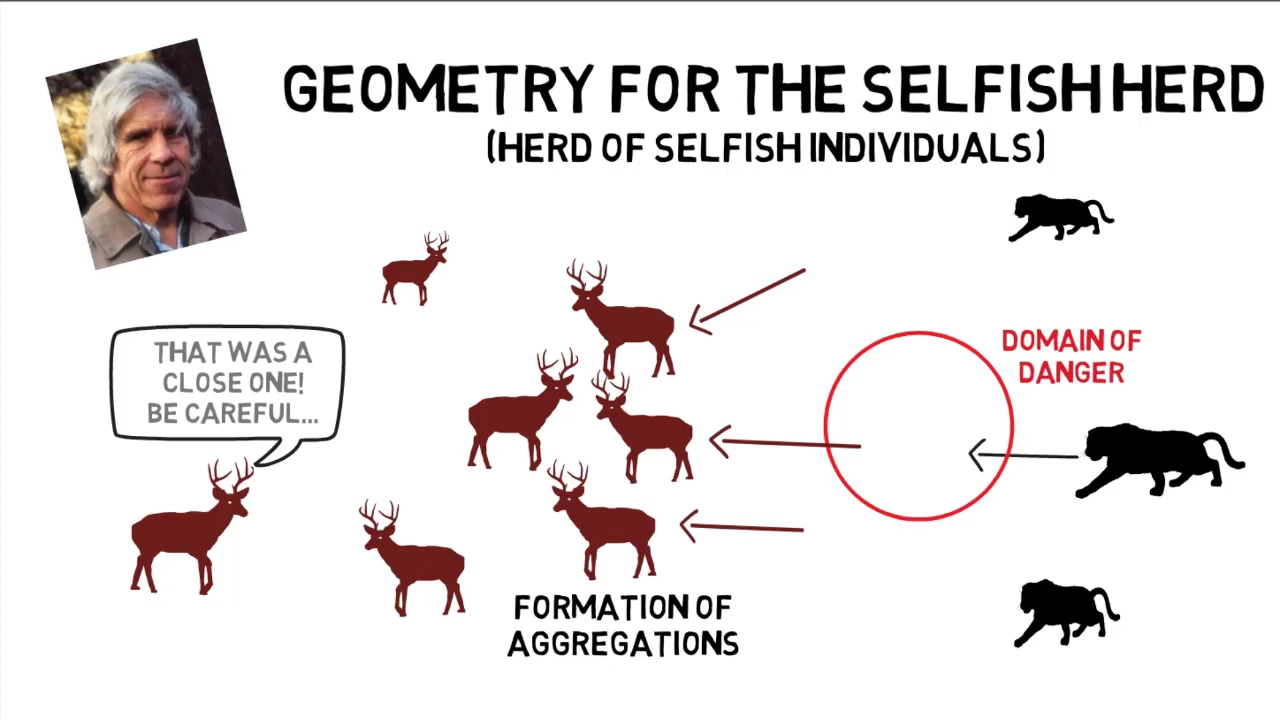 GEOMETRY FOR THE SELFISH HERD
(HERD OF SELFISH INDIVIDUALS)
THAT WAS A
CLOSE ONE!
BE CAREFUL...
DOMAIN OF
DANGER
FORMATION OF
AGGREGATIONS